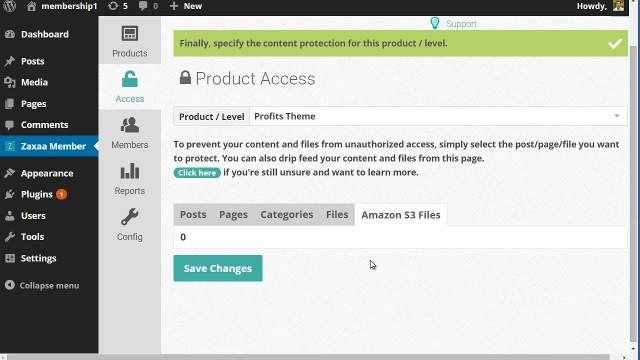 membership1 5 0 New Howdy,
Support
Dashboard
Posts
Media
Pages
Comments
Zaxaa Member
Appearance
Plugins 1
Users
Tools
Settings
Collapse menu
Products
Access
Members
Reports
Config
Finally, specify the content protection for this product / level.
Product Access
Product / Level Profits Theme
To prevent your content and files from unauthorized access, simply select the post/page/file you want
to protect. You can also drip feed your content and files from this page.
Click here if you're still unsure and want to learn more.
Posts Pages Categories Files Amazon S3 Files
0
Save Changes